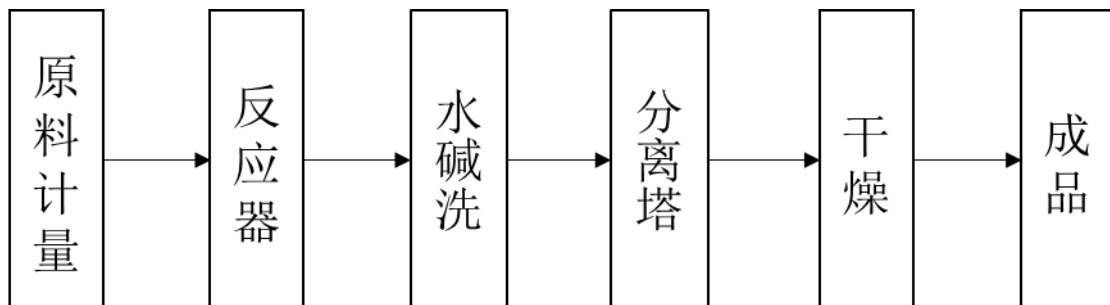 原料计量
反应器
水碱洗
分离塔
干燥
成品